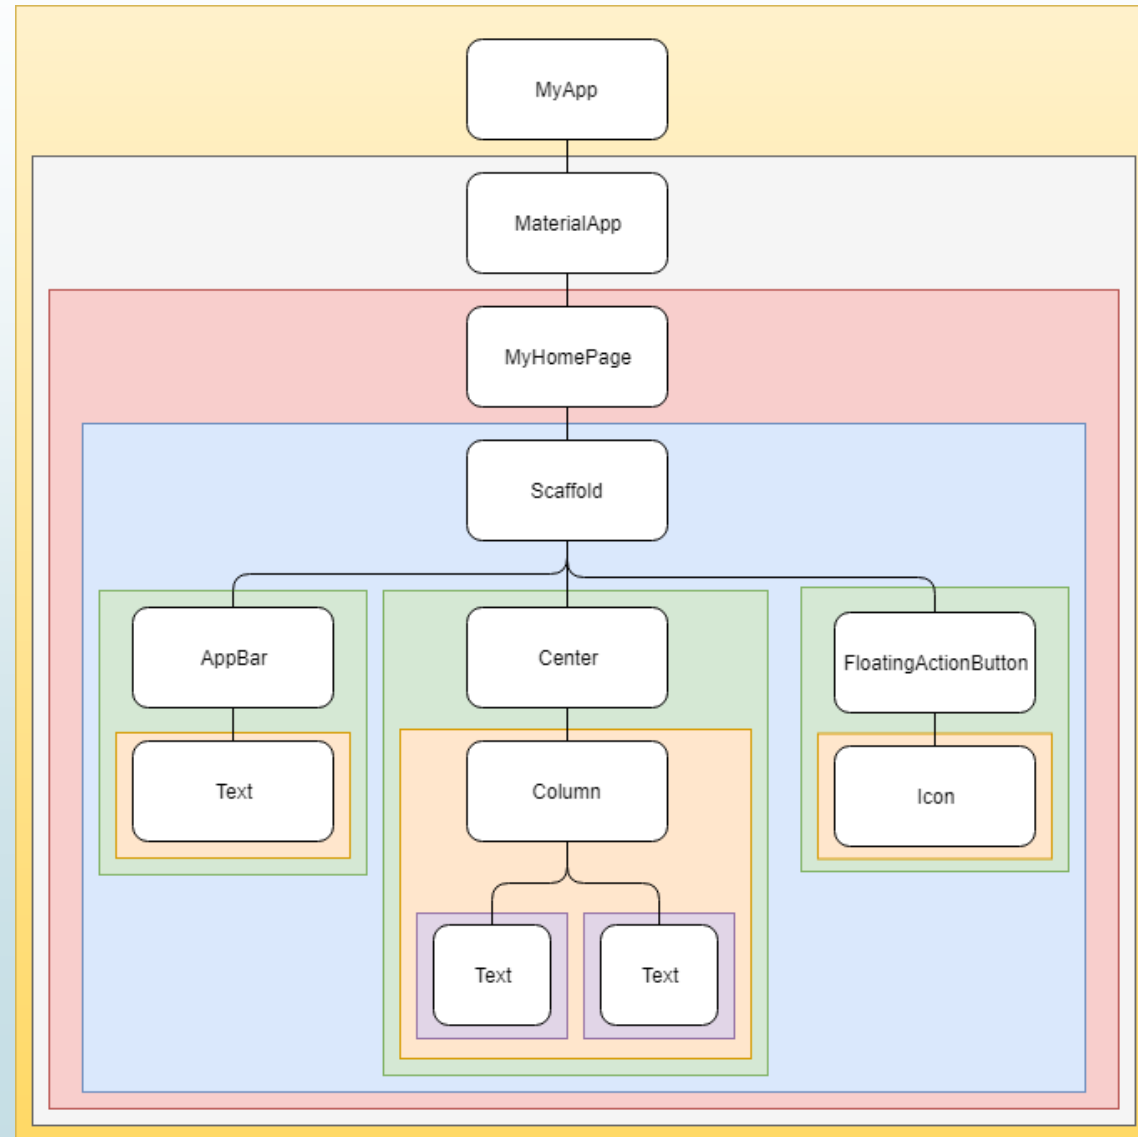 MyApp
MaterialApp
MyHomePage
Scaffold
AppBar
Center
FloatingActionButton
Text
Column
Icon
Text
Text